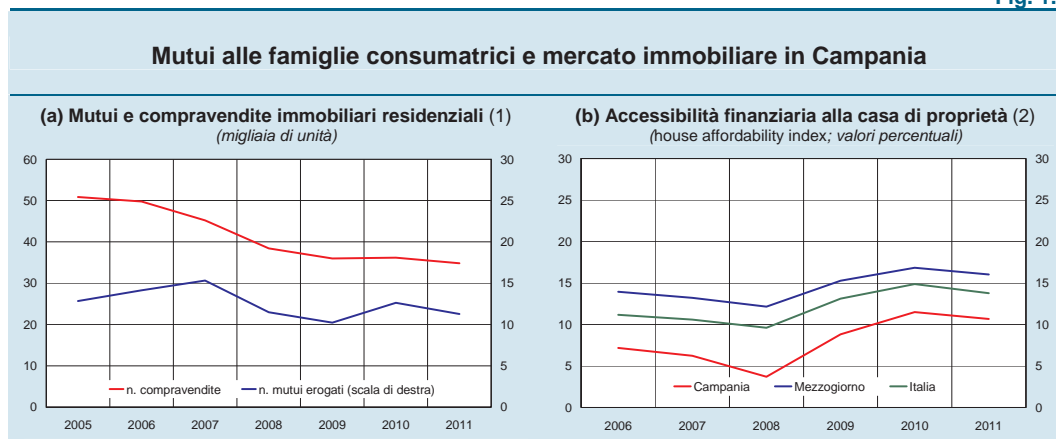 Fig. 1.
Mutui alle famiglie consumatrici e mercato immobiliare in Campania
(a) Mutui e compravendite immobiliari residenziali (1)
(migliaia di unità)
60
50
40
30
20
10
0
30
25
20
15
10
5
0
n. compravendite
n. mutui erogati (scala di destra)
2005 2006 2007 2008 2009 2010 2011
(b) Accessibilità finanziaria alla casa di proprietà (2)
(house affordability index; valori percentuali)
30
25
20
15
10
5
0
30
25
20
15
10
5
0
Campania
Mezzogiorno
Italia
2006 2007 2008 2009 2010 2011